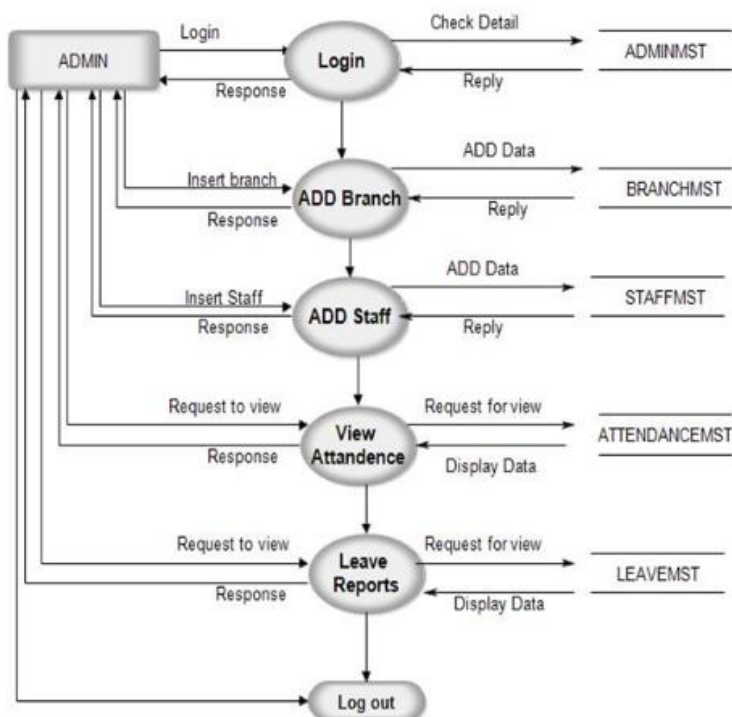 Login
Check Detail
ADMIN
Login
ADMINMST
Response
Reply
ADD Data
Insert branch
ADD Branch
BRANCHMST
Response
Reply
ADD Data
Insert Staff
ADD Staff
STAFFMST
Response
Reply
Request to view
Request for view
View
Attandence
ATTENDANCEMST
Response
Display Data
Request to view
Request for view
Leave
Reports
LEAVEMST
Response
Display Data
Log out